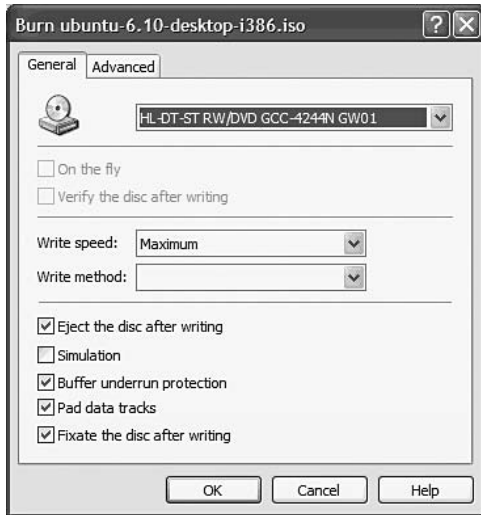 Burn ubuntu-6.10-desktop-i386.iso
General Advanced
HL-DT-ST RW/DVD GCC-4244N GW01
On the fly
Verify the disc after writing
Write speed: Maximum
Write method:
Eject the disc after writing
Simulation
Buffer underrun protection
Pad data tracks
Fixate the disc after writing
OK Cancel Help